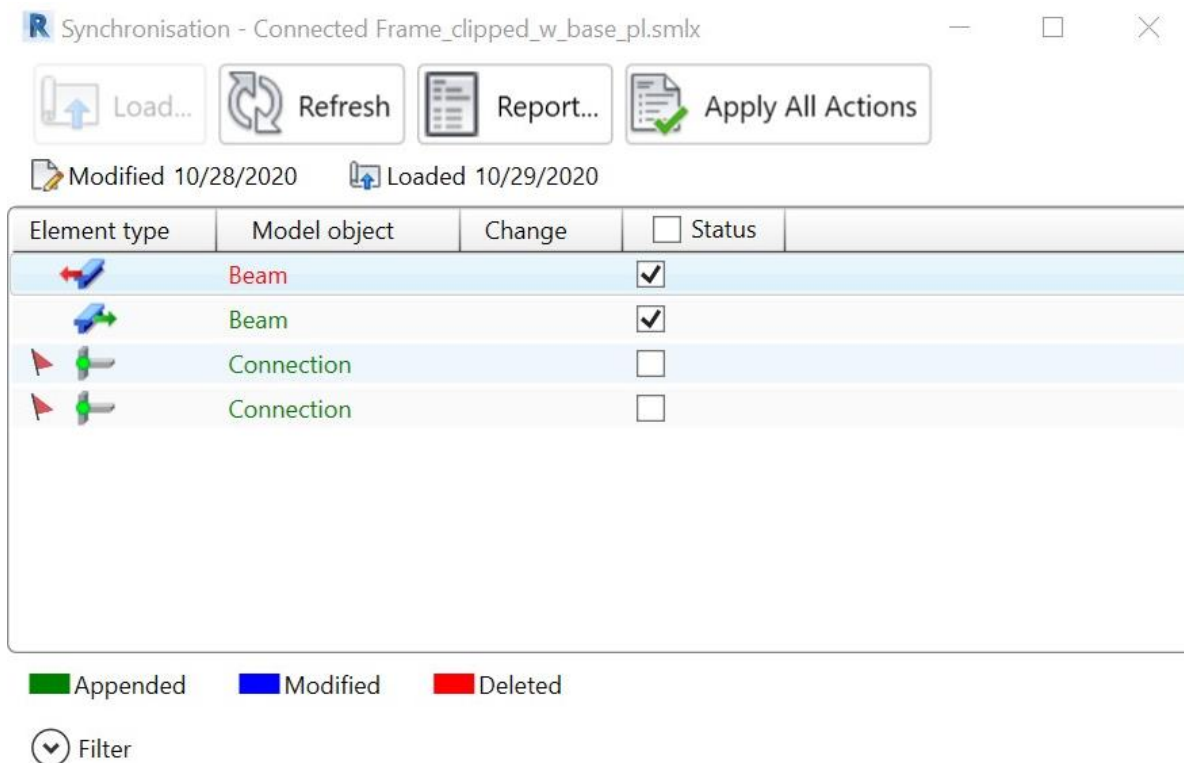 Synchronisation - Connected Frame_clipped_w_base_pl.smlx
Load... Refresh Report... Apply All Actions
Modified 10/28/2020 Loaded 10/29/2020
Element type Model object Change Status
Beam
Beam
Connection
Connection
Appended Modified Deleted
Filter